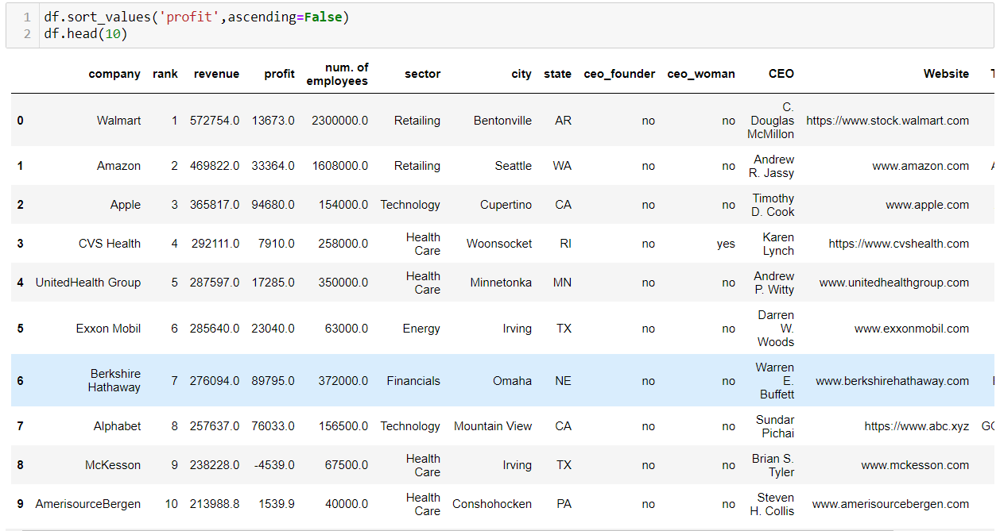 1 df.sort_values('profit',ascending=False)
2 df.head(10)
company rank revenue profit num. of employees sector city state ceo_founder ceo_woman CEO Website
0 Walmart 1 572754.0 13673.0 2300000.0 Retailing Bentonville AR no no C. Douglas McMillon https://www.stock.walmart.com
1 Amazon 2 469822.0 33364.0 1608000.0 Retailing Seattle WA no no Andrew R. Jassy www.amazon.com
2 Apple 3 365817.0 94680.0 154000.0 Technology Cupertino CA no no Timothy D. Cook www.apple.com
3 CVS Health 4 292111.0 7910.0 258000.0 Health Care Woonsocket RI no yes Karen Lynch https://www.cvshealth.com
4 UnitedHealth Group 5 287597.0 17285.0 350000.0 Health Care Minnetonka MN no no Andrew P. Witty www.unitedhealthgroup.com
5 Exxon Mobil 6 285640.0 23040.0 63000.0 Energy Irving TX no no Darren W. Woods www.exxonmobil.com
6 Berkshire Hathaway 7 276094.0 89795.0 372000.0 Financials Omaha NE no no Warren E. Buffett www.berkshirehathaway.com
7 Alphabet 8 257637.0 76033.0 156500.0 Technology Mountain View CA no no Sundar Pichai https://www.abc.xyz
8 McKesson 9 238228.0 -4539.0 67500.0 Health Care Irving TX no no Brian S. Tyler www.mckesson.com
9 AmerisourceBergen 10 213988.8 1539.9 40000.0 Health Care Conshohocken PA no no Steven H. Collis www.amerisourcebergen.com